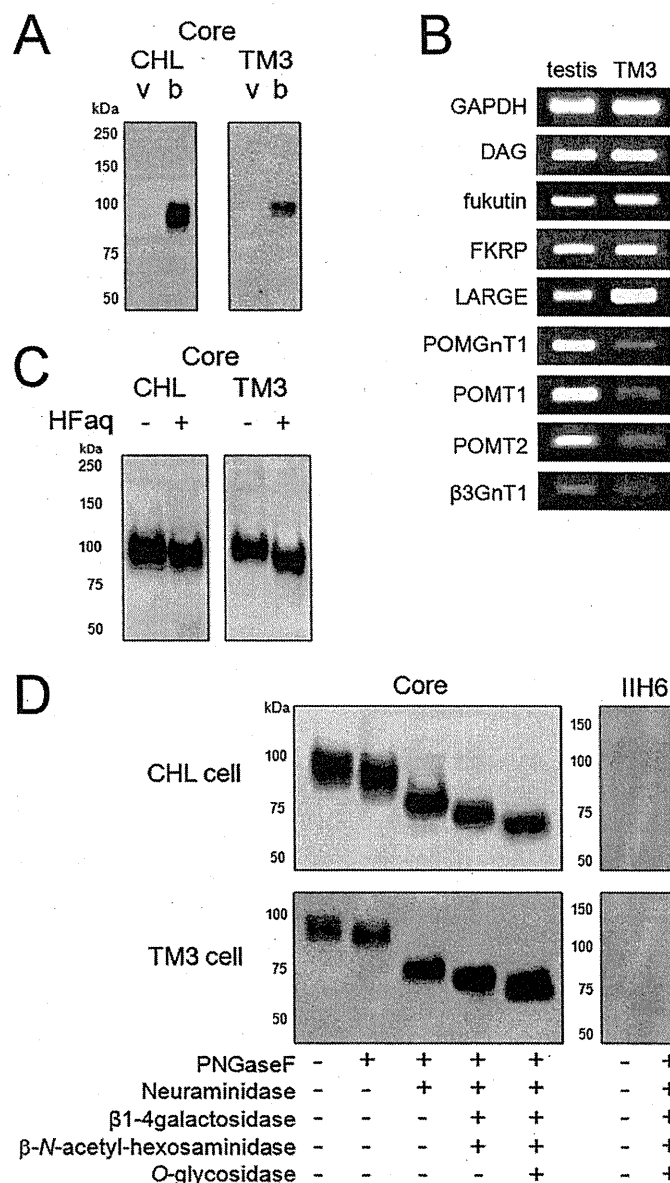 A
Core
CHL TM3
v b v b
kDa
250
150
100
75
50
B
testis TM3
GAPDH
DAG
fukutin
FKRP
LARGE
POMGnT1
POMT1
POMT2
β3GnT1
C
Core
CHL TM3
HFaq - + - +
kDa
250
150
100
75
50
D
Core IIH6
CHL cell
kDa
100
75
50
150
100
75
50
TM3 cell
100
75
50
150
100
75
50
PNGaseF - + + + + - +
Neuraminidase - - + + + - +
β1-4galactosidase - - - + + - +
β-N-acetyl-hexosaminidase - - - + + - +
O-glycosidase - - - - + - +